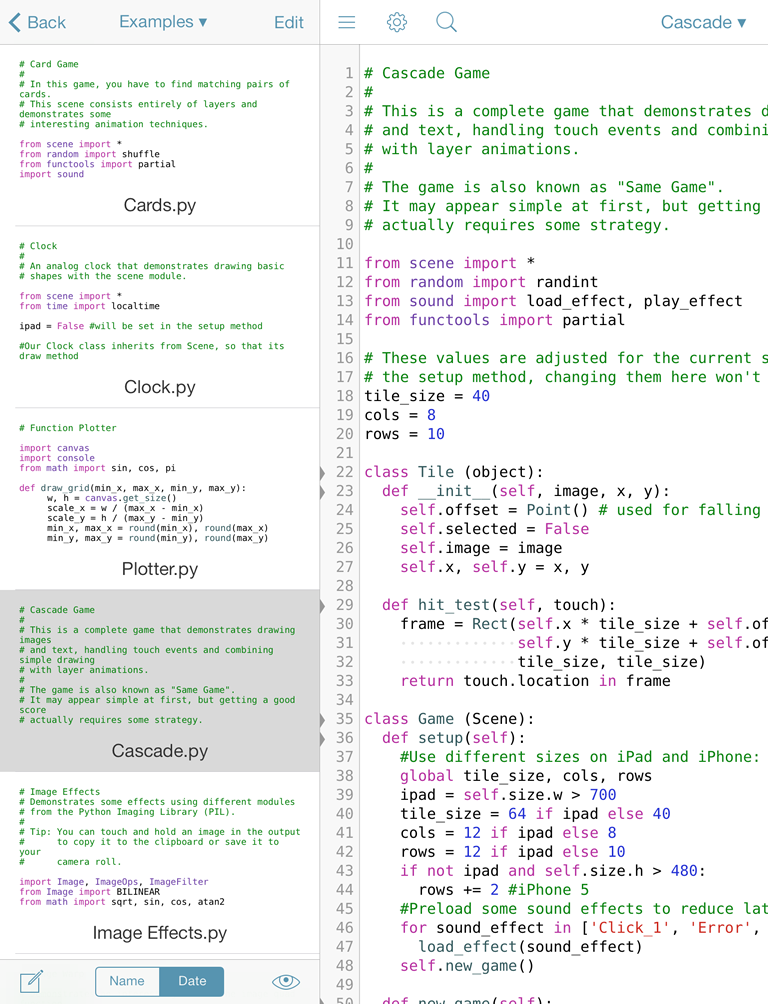 Back
Examples ▾
Edit
Cascade ▾
# Card Game
#
# In this game, you have to find matching pairs of
cards.
# This scene consists entirely of layers and
demonstrates some
# interesting animation techniques.
from scene import *
from random import shuffle
from functools import partial
import sound
Cards.py
# Clock
#
# An analog clock that demonstrates drawing basic
# shapes with the scene module.
from scene import *
from time import localtime
ipad = False #will be set in the setup method
#Our Clock class inherits from Scene, so that its
draw method
Clock.py
# Function Plotter
import canvas
import console
from math import sin, cos, pi
def draw_grid(min_x, max_x, min_y, max_y):
w, h = canvas.get_size()
scale_x = w / (max_x - min_x)
scale_y = h / (max_y - min_y)
min_x, max_x = round(min_x), round(max_x)
min_y, max_y = round(min_y), round(max_y)
Plotter.py
# Cascade Game
#
# This is a complete game that demonstrates drawing
images
# and text, handling touch events and combining
simple drawing
# with layer animations.
#
# The game is also known as "Same Game".
# It may appear simple at first, but getting a good
score
# actually requires some strategy.
Cascade.py
# Image Effects
# Demonstrates some effects using different modules
# from the Python Imaging Library (PIL).
#
# Tip: You can touch and hold an image in the output
# to copy it to the clipboard or save it to
your
# camera roll.
import Image, ImageOps, ImageFilter
from Image import BILINEAR
from math import sqrt, sin, cos, atan2
Image Effects.py
Name
Date
1 # Cascade Game
2 #
3 # This is a complete game that demonstrates d
4 # and text, handling touch events and combini
5 # with layer animations.
6 #
7 # The game is also known as "Same Game".
8 # It may appear simple at first, but getting
9 # actually requires some strategy.
10
11 from scene import *
12 from random import randint
13 from sound import load_effect, play_effect
14 from functools import partial
15
16 # These values are adjusted for the current s
17 # the setup method, changing them here won't
18 tile_size = 40
19 cols = 8
20 rows = 10
21
22 class Tile (object):
23 def __init__(self, image, x, y):
24 self.offset = Point() # used for falling
25 self.selected = False
26 self.image = image
27 self.x, self.y = x, y
28
29 def hit_test(self, touch):
30 frame = Rect(self.x * tile_size + self.of
31 self.y * tile_size + self.of
32 tile_size, tile_size)
33 return touch.location in frame
34
35 class Game (Scene):
36 def setup(self):
37 #Use different sizes on iPad and iPhone:
38 global tile_size, cols, rows
39 ipad = self.size.w > 700
40 tile_size = 64 if ipad else 40
41 cols = 12 if ipad else 8
42 rows = 12 if ipad else 10
43 if not ipad and self.size.h > 480:
44 rows += 2 #iPhone 5
45 #Preload some sound effects to reduce lat
46 for sound_effect in ['Click_1', 'Error',
47 load_effect(sound_effect)
48 self.new_game()
49
50 def new_game(self):